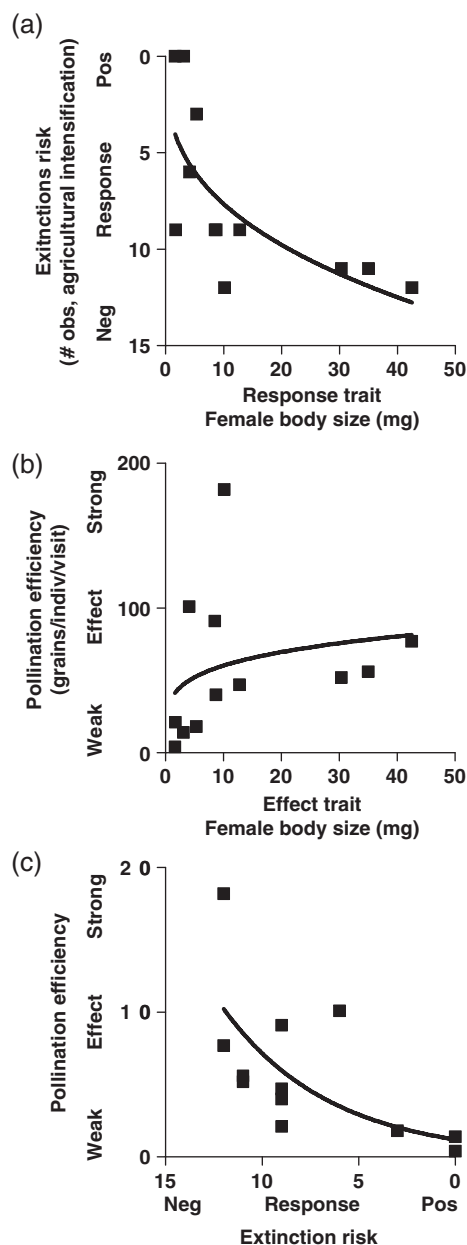 (a)
Exitnctions risk
(# obs, agricultural intensification)
Neg Response Pos
0
5
10
15
0 10 20 30 40 50
Response trait
Female body size (mg)
(b)
Pollination efficiency
(grains/indiv/visit)
Weak Effect Strong
200
100
0
0 10 20 30 40 50
Effect trait
Female body size (mg)
(c)
Pollination efficiency
Weak Effect Strong
2 0
1 0
0
15 10 5 0
Neg Response Pos
Extinction risk